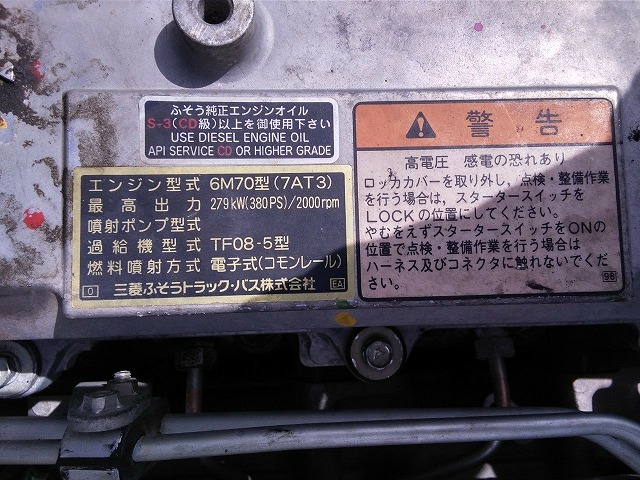 ふそう純正エンジンオイル
S-3(CD級)以上を御使用下さい
USE DIESEL ENGINE OIL
API SERVICE CD OR HIGHER GRADE
エンジン型式 6M70型(7AT3)
最高出力 279kW(380PS)/2000rpm
噴射ポンプ型式
過給機型式 TF08-5型
燃料噴射方式 電子式(コモンレール)
0 三菱ふそうトラック・バス株式会社 EA
警告
高電圧 感電の恐れあり
ロッカカバーを取り外し,点検・整備作業
を行う場合は,スタータースイッチを
LOCKの位置にしてください。
やむをえずスタータースイッチをONの
位置で点検・整備作業を行う場合は
ハーネス及びコネクタに触れないでくだ
さい。
98